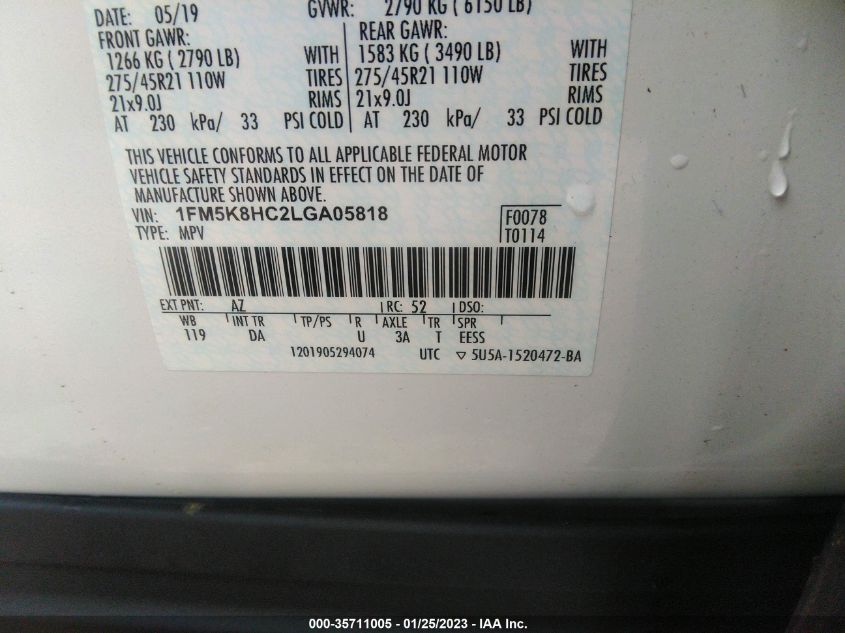 DATE: 05/19 GVWR: 2790 KG ( 6150 LB)
FRONT GAWR: REAR GAWR:
1266 KG ( 2790 LB) WITH 1583 KG ( 3490 LB) WITH
275/45R21 110W TIRES 275/45R21 110W TIRES
21x9.0J RIMS 21x9.0J RIMS
AT 230 kPa/ 33 PSI COLD AT 230 kPa/ 33 PSI COLD
THIS VEHICLE CONFORMS TO ALL APPLICABLE FEDERAL MOTOR
VEHICLE SAFETY STANDARDS IN EFFECT ON THE DATE OF
MANUFACTURE SHOWN ABOVE.
VIN: 1FM5K8HC2LGA05818 F0078
TYPE: MPV T0114
EXT PNT: AZ RC: 52 DSO:
WB INT TR TP/PS R AXLE TR SPR
119 DA U 3A T EESS
1201905294074 UTC ▽ 5U5A-1520472-BA
000-35711005 - 01/25/2023 - IAA Inc.